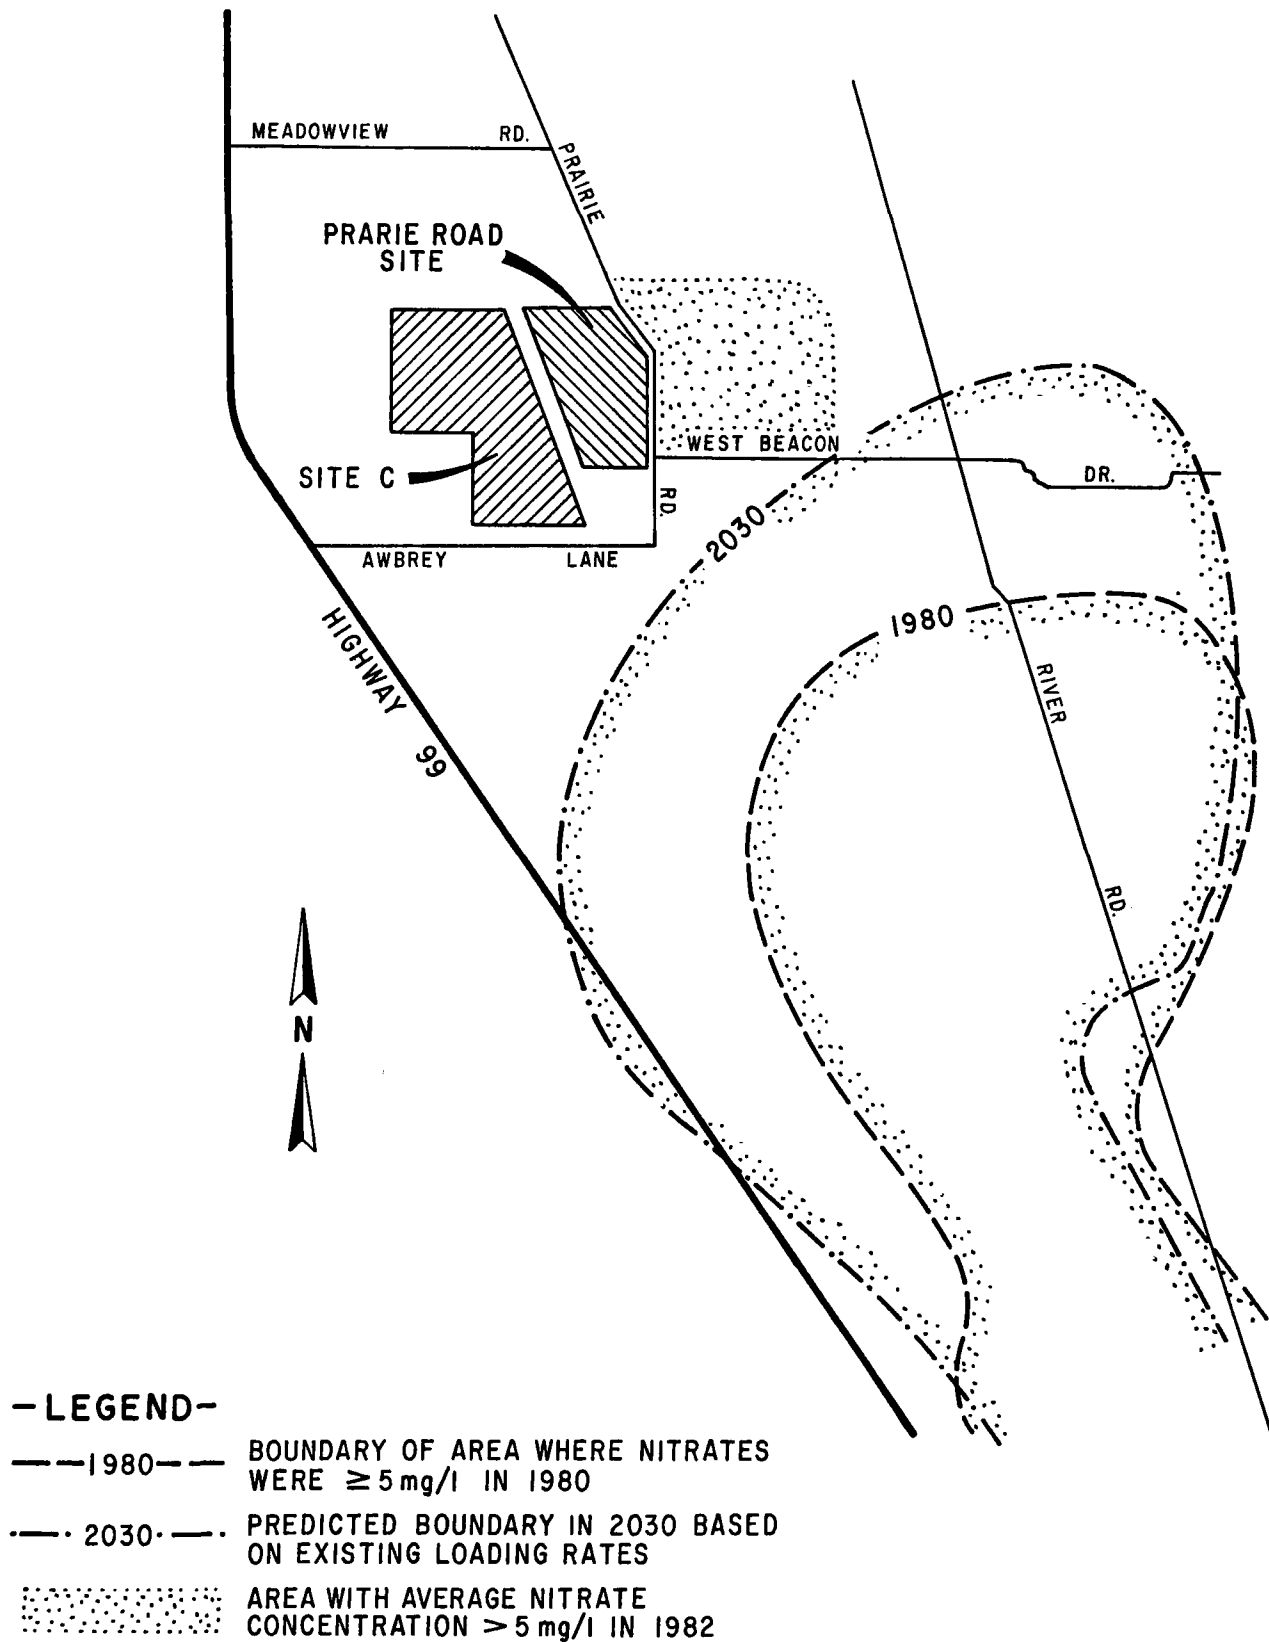 MEADOWVIEW RD.
PRAIRIE
PRARIE ROAD
SITE
WEST BEACON
DR.
SITE C
RD.
2030
AWBREY LANE
1980
HIGHWAY 99
RIVER
RD.
N
-LEGEND-
1980
BOUNDARY OF AREA WHERE NITRATES
WERE ≥ 5 mg/l IN 1980
2030
PREDICTED BOUNDARY IN 2030 BASED
ON EXISTING LOADING RATES
AREA WITH AVERAGE NITRATE
CONCENTRATION > 5 mg/l IN 1982